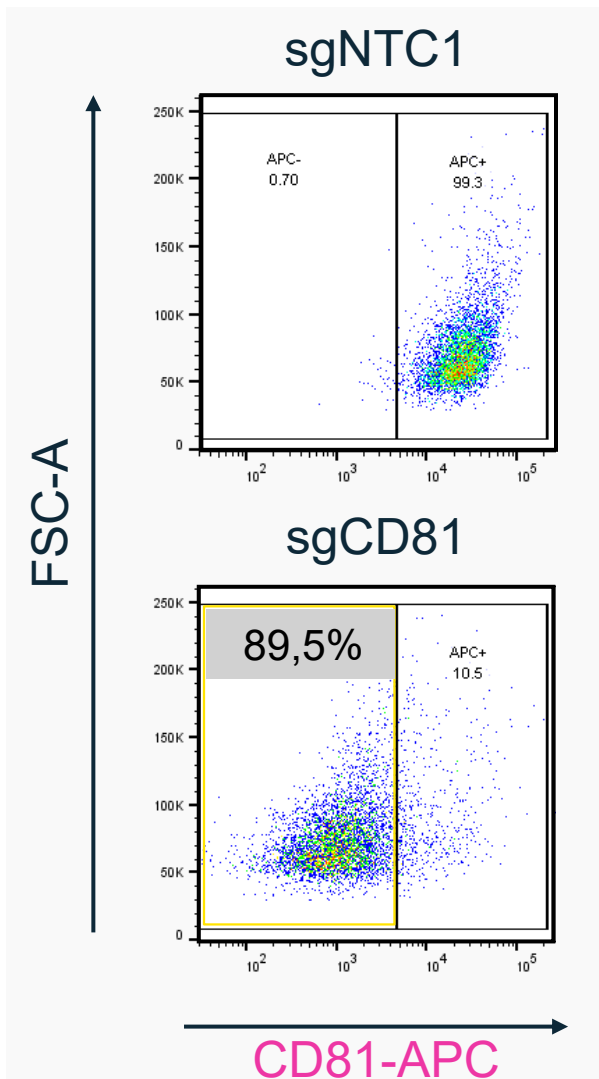 sgNTC1
250K
200K
150K
100K
50K
0
APC-
0.70
APC+
99.3
10²
10³
10⁴
10⁵
FSC-A
sgCD81
250K
200K
150K
100K
50K
0
89,5%
APC+
10.5
10²
10³
10⁴
10⁵
CD81-APC